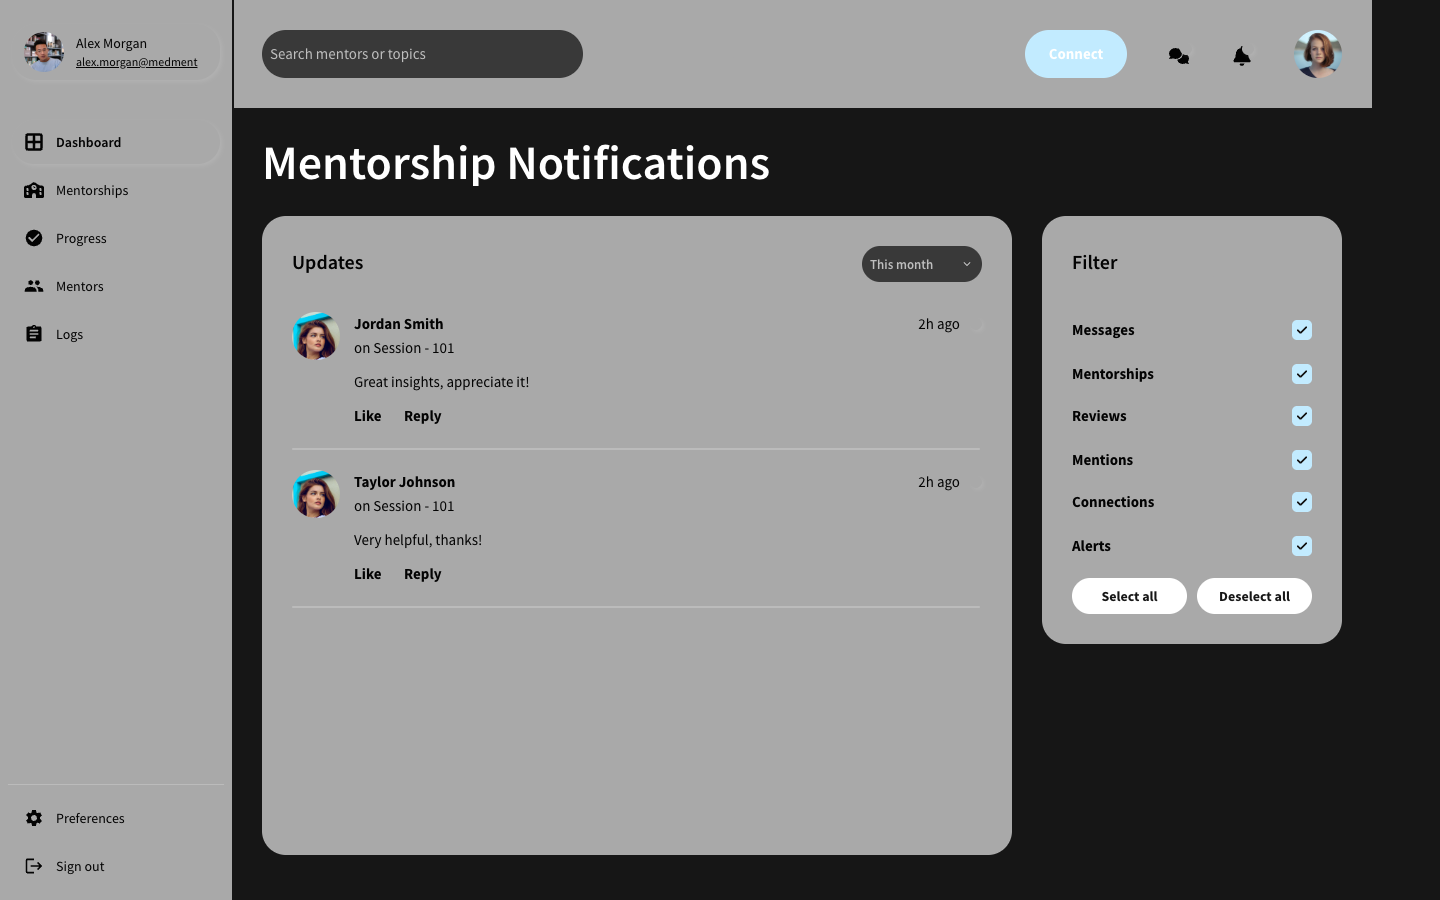 Alex Morgan
alex.morgan@medment
Dashboard
Mentorships
Progress
Mentors
Logs
Preferences
Sign out
Search mentors or topics
Connect
Mentorship Notifications
Updates
This month
Jordan Smith
2h ago
on Session - 101
Great insights, appreciate it!
Like Reply
Taylor Johnson
2h ago
on Session - 101
Very helpful, thanks!
Like Reply
Filter
Messages
Mentorships
Reviews
Mentions
Connections
Alerts
Select all Deselect all